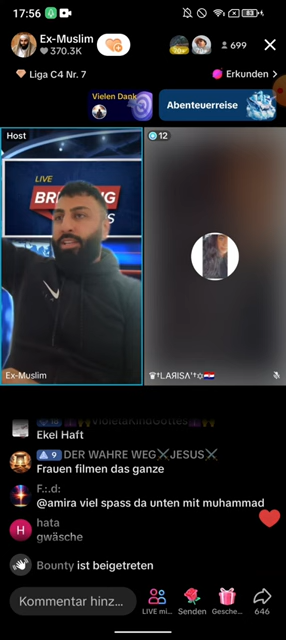 17:56
83
Ex-Muslim
370.3K
699
Liga C4 Nr. 7
Erkunden
Vielen Dank
Abenteuerreise
Host
12
LIVE
Ex-Muslim
Ekel Haft
9 DER WAHRE WEG⚔JESUS⚔
Frauen filmen das ganze
F.:.d:
@amira viel spass da unten mit muhammad
H
hata
gwäsche
Bounty ist beigetreten
Kommentar hinz...
LIVE mi...
Senden
Gesche...
646